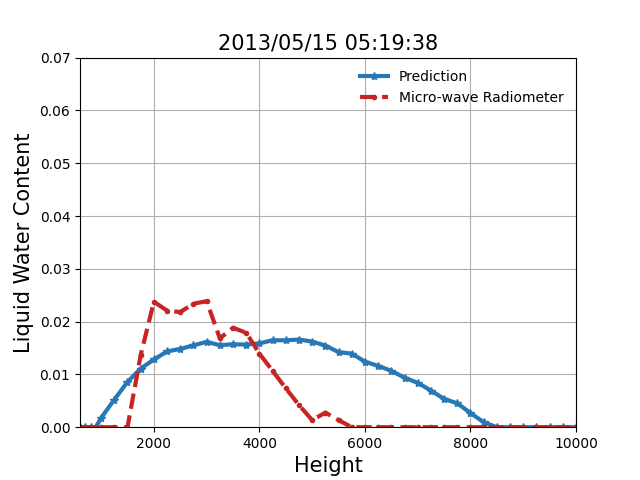 2013/05/15 05:19:38
Prediction
Micro-wave Radiometer
Liquid Water Content
0.07
0.06
0.05
0.04
0.03
0.02
0.01
0.00
2000 4000 6000 8000 10000
Height